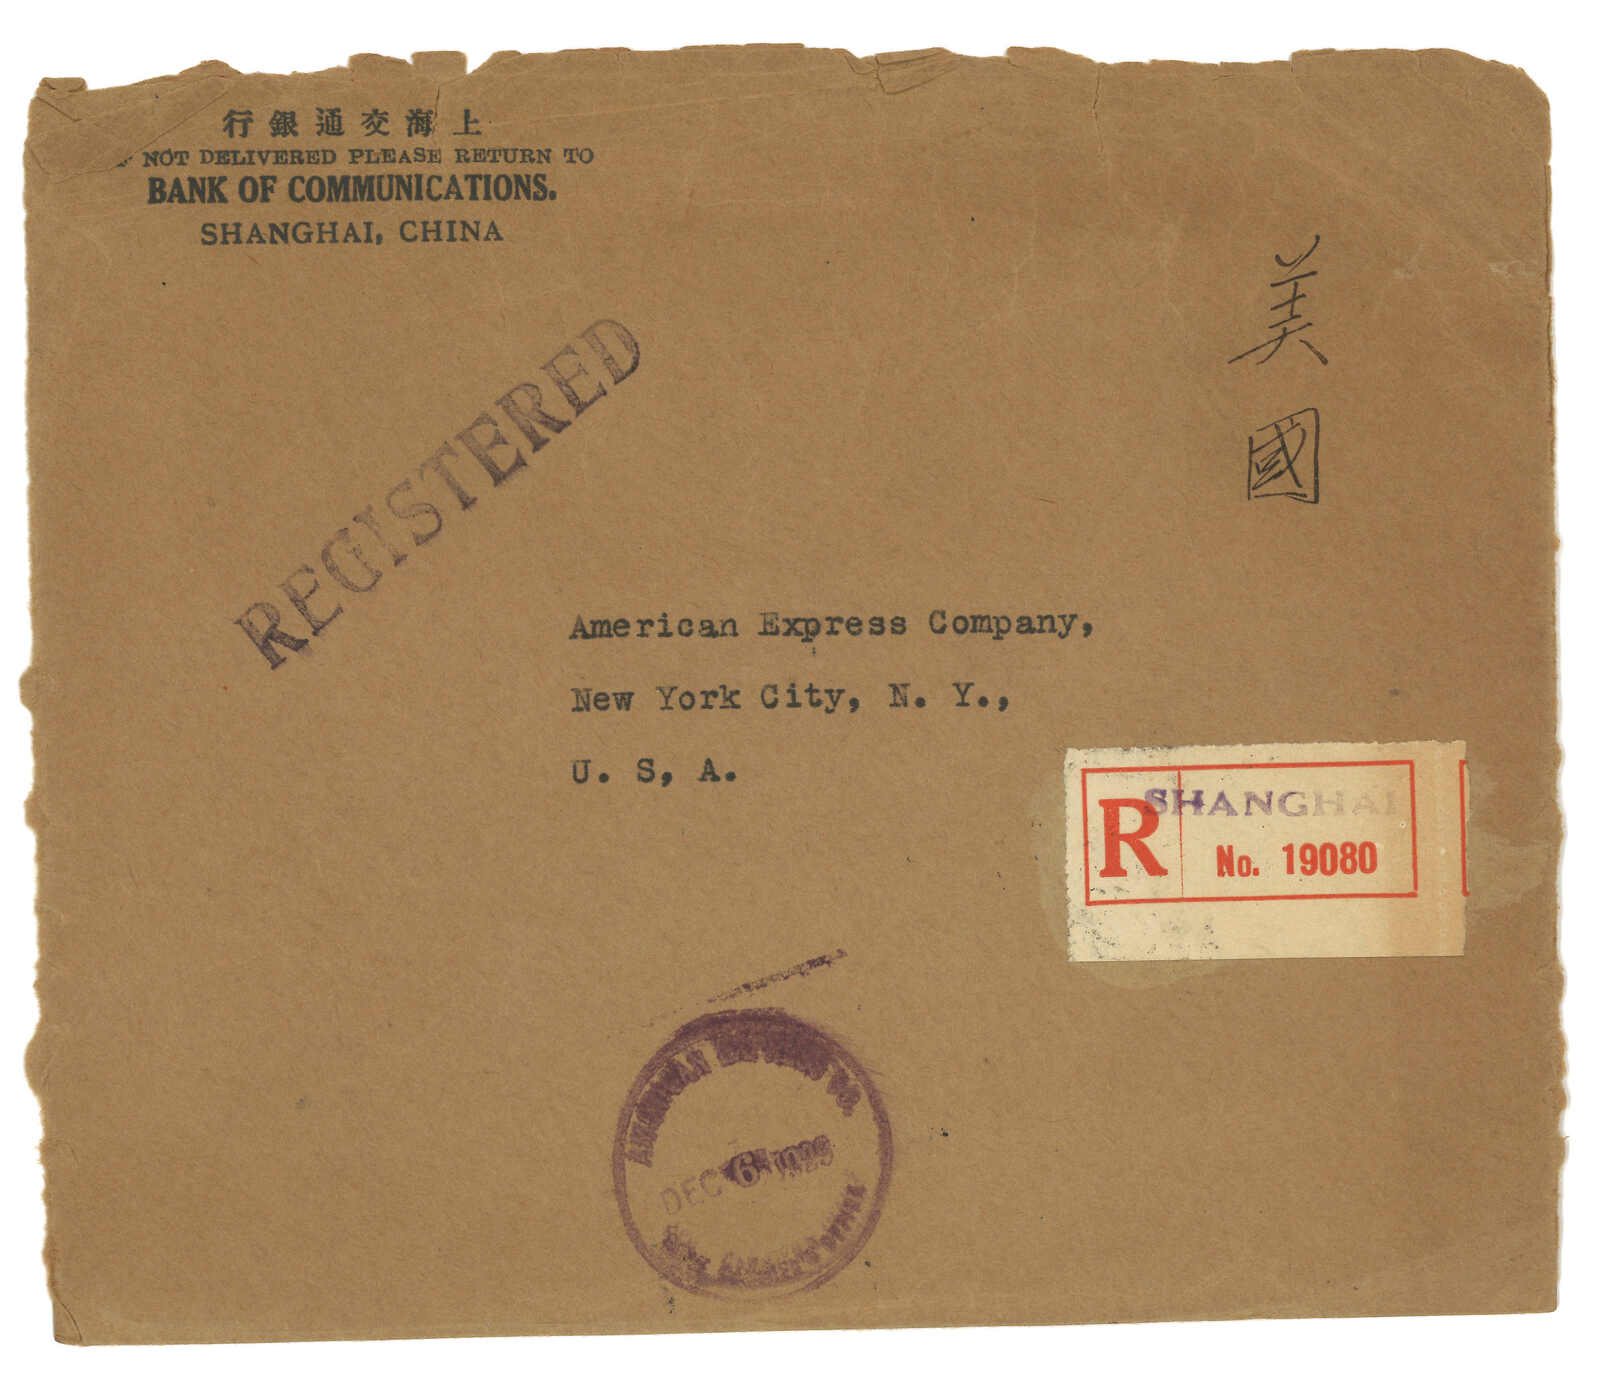 行銀通交海上
NOT DELIVERED PLEASE RETURN TO
BANK OF COMMUNICATIONS.
SHANGHAI, CHINA
REGISTERED
美
國
American Express Company,
New York City, N. Y.,
U. S, A.
R
SHANGHAI
No. 19080
DEC 6